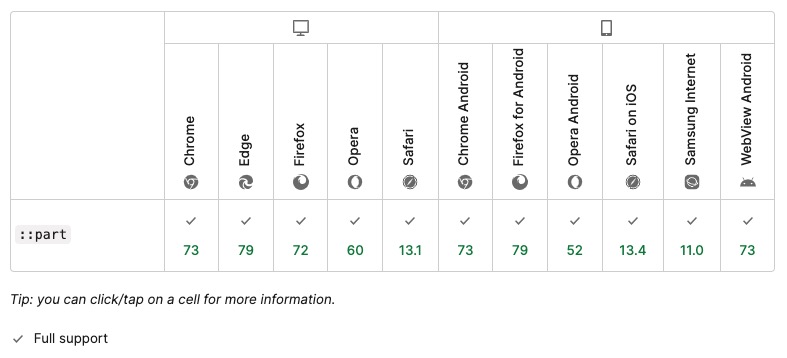 Chrome
Edge
Firefox
Opera
Safari
Chrome Android
Firefox for Android
Opera Android
Safari on iOS
Samsung Internet
WebView Android
::part
73 79 72 60 13.1 73 79 52 13.4 11.0 73
Tip: you can click/tap on a cell for more information.
Full support